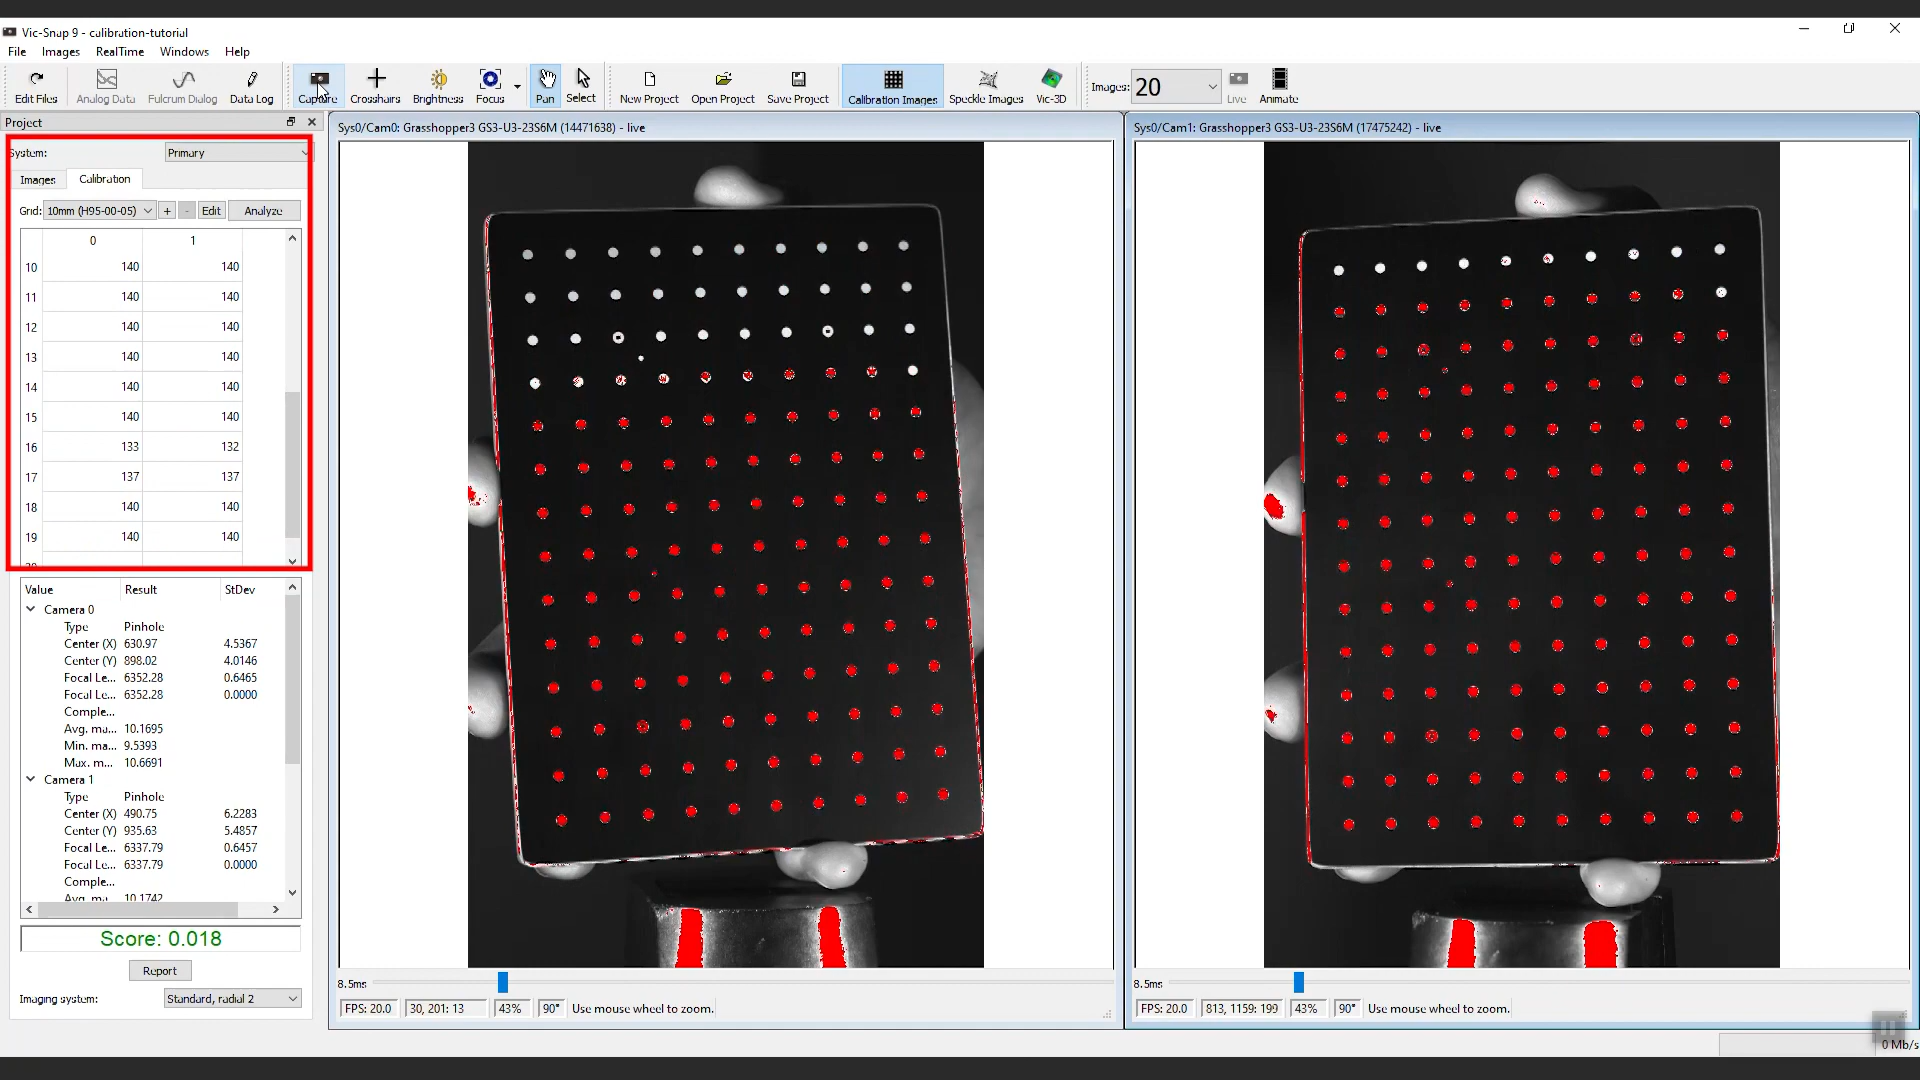 Vic-Snap 9 - calibration-tutorial
File Images RealTime Windows Help
Edit Files Analog Data Fulcrum Dialog Data Log Capture Crosshairs Brightness Focus Pan Select New Project Open Project Save Project Calibration Images Speckle Images Vic-3D Images: 20 Live Animate
Project
Sys0/Cam0: Grasshopper3 GS3-U3-23S6M (14471638) - live
Sys0/Cam1: Grasshopper3 GS3-U3-23S6M (17475242) - live
System: Primary
Images Calibration
Grid: 10mm (H95-00-05) + - Edit Analyze
0 1
10 140 140
11 140 140
12 140 140
13 140 140
14 140 140
15 140 140
16 133 132
17 137 137
18 140 140
19 140 140
Value Result StDev
Camera 0
Type Pinhole
Center (X) 630.97 4.5367
Center (Y) 898.02 4.0146
Focal Le... 6352.28 0.6465
Focal Le... 6352.28 0.0000
Comple...
Avg. ma... 10.1695
Min. ma... 9.5393
Max. m... 10.6691
Camera 1
Type Pinhole
Center (X) 490.75 6.2283
Center (Y) 935.63 5.4857
Focal Le... 6337.79 0.6457
Focal Le... 6337.79 0.0000
Comple...
Avg. ma... 10.1742
Score: 0.018
Report
Imaging system: Standard, radial 2
8.5ms
FPS: 20.0 30, 201: 13 43% 90° Use mouse wheel to zoom.
8.5ms
FPS: 20.0 813, 1159: 199 43% 90° Use mouse wheel to zoom.
0 Mb/s